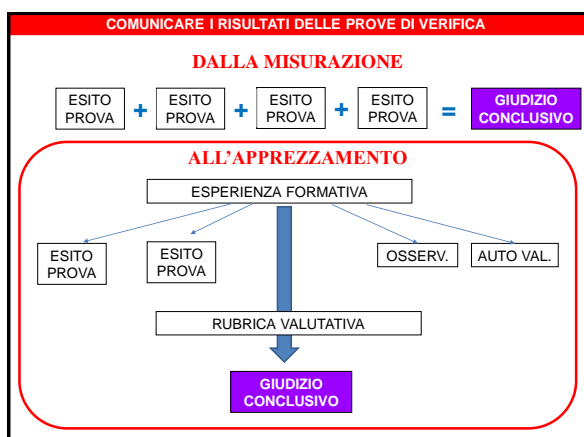 COMUNICARE I RISULTATI DELLE PROVE DI VERIFICA
DALLA MISURAZIONE
ESITO
PROVA
+
ESITO
PROVA
+
ESITO
PROVA
+
ESITO
PROVA
=
GIUDIZIO
CONCLUSIVO
ALL'APPREZZAMENTO
ESPERIENZA FORMATIVA
ESITO
PROVA
ESITO
PROVA
OSSERV.
AUTO VAL.
RUBRICA VALUTATIVA
GIUDIZIO
CONCLUSIVO